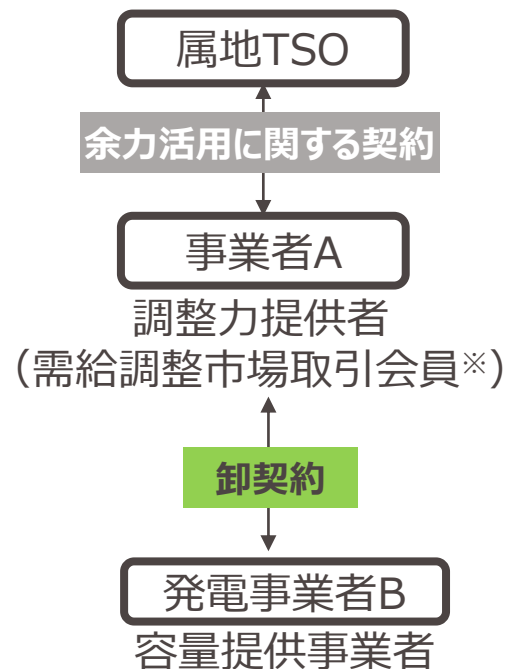 属地TSO
余力活用に関する契約
事業者A
調整力提供者
（需給調整市場取引会員※）
卸契約
発電事業者B
容量提供事業者